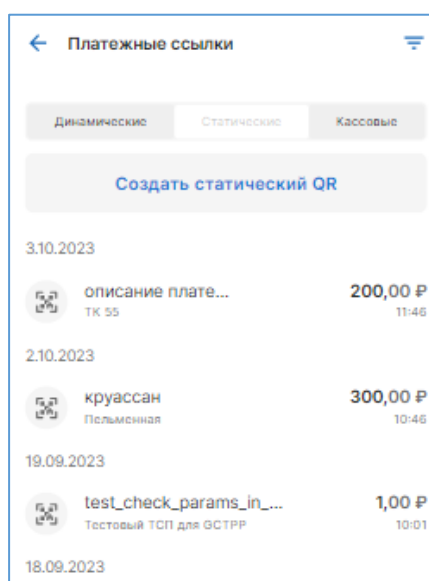 Платежные ссылки
Динамические Статические Кассовые
Создать статический QR
3.10.2023
описание плате... 200,00 ₽
ТК 55 11:46
2.10.2023
круассан 300,00 ₽
Пельменная 10:46
19.09.2023
test_check_params_in_... 1,00 ₽
Тестовый ТСП для GCTPP 10:01
18.09.2023